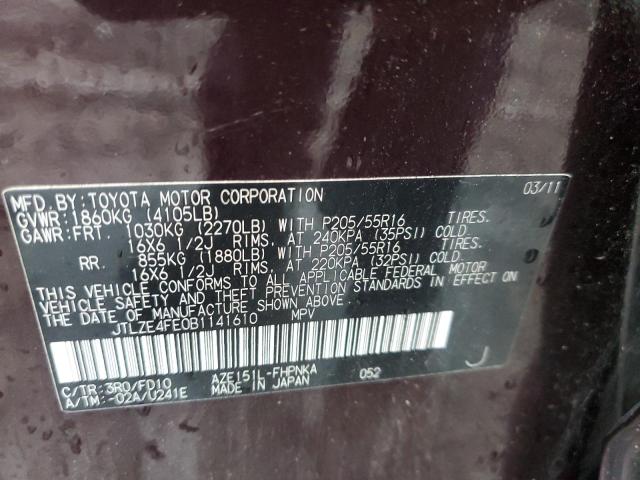 MFD.BY:TOYOTA MOTOR CORPORATION 03/11
GVWR:1860KG (4105LB)
GAWR:FRT. 1030KG (2270LB) WITH P205/55R16 TIRES.
16X6 1/2J RIMS, AT 240KPA (35PSI) COLD.
RR. 855KG (1880LB) WITH P205/55R16 TIRES.
16X6 1/2J RIMS, AT 220KPA (32PSI) COLD.
THIS VEHICLE CONFORMS TO ALL APPLICABLE FEDERAL MOTOR
VEHICLE SAFETY AND THEFT PREVENTION STANDARDS IN EFFECT ON
THE DATE OF MANUFACTURE SHOWN ABOVE.
JTLZE4FE0B1141610 MPV
C/TR:3R0/FD10 AZE151L-FHPNKA 052 J
A/TM:-02A/U241E MADE IN JAPAN